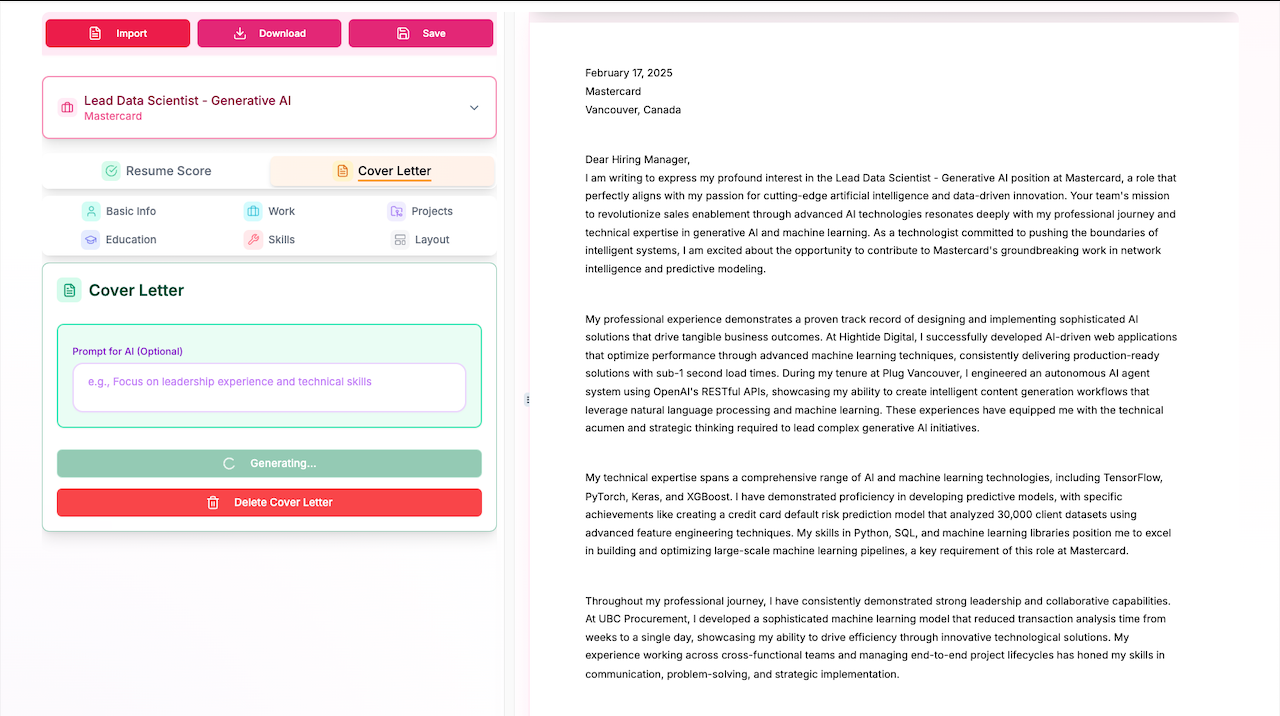 Import
Download
Save
Lead Data Scientist - Generative AI
Mastercard
Resume Score
Cover Letter
Basic Info
Work
Projects
Education
Skills
Layout
Cover Letter
Prompt for AI (Optional)
e.g., Focus on leadership experience and technical skills
Generating...
Delete Cover Letter
February 17, 2025
Mastercard
Vancouver, Canada
Dear Hiring Manager,
I am writing to express my profound interest in the Lead Data Scientist - Generative AI position at Mastercard, a role that
perfectly aligns with my passion for cutting-edge artificial intelligence and data-driven innovation. Your team's mission
to revolutionize sales enablement through advanced AI technologies resonates deeply with my professional journey and
technical expertise in generative AI and machine learning. As a technologist committed to pushing the boundaries of
intelligent systems, I am excited about the opportunity to contribute to Mastercard's groundbreaking work in network
intelligence and predictive modeling.
My professional experience demonstrates a proven track record of designing and implementing sophisticated AI
solutions that drive tangible business outcomes. At Hightide Digital, I successfully developed AI-driven web applications
that optimize performance through advanced machine learning techniques, consistently delivering production-ready
solutions with sub-1 second load times. During my tenure at Plug Vancouver, I engineered an autonomous AI agent
system using OpenAI's RESTful APIs, showcasing my ability to create intelligent content generation workflows that
leverage natural language processing and machine learning. These experiences have equipped me with the technical
acumen and strategic thinking required to lead complex generative AI initiatives.
My technical expertise spans a comprehensive range of AI and machine learning technologies, including TensorFlow,
PyTorch, Keras, and XGBoost. I have demonstrated proficiency in developing predictive models, with specific
achievements like creating a credit card default risk prediction model that analyzed 30,000 client datasets using
advanced feature engineering techniques. My skills in Python, SQL, and machine learning libraries position me to excel
in building and optimizing large-scale machine learning pipelines, a key requirement of this role at Mastercard.
Throughout my professional journey, I have consistently demonstrated strong leadership and collaborative capabilities.
At UBC Procurement, I developed a sophisticated machine learning model that reduced transaction analysis time from
weeks to a single day, showcasing my ability to drive efficiency through innovative technological solutions. My
experience working across cross-functional teams and managing end-to-end project lifecycles has honed my skills in
communication, problem-solving, and strategic implementation.